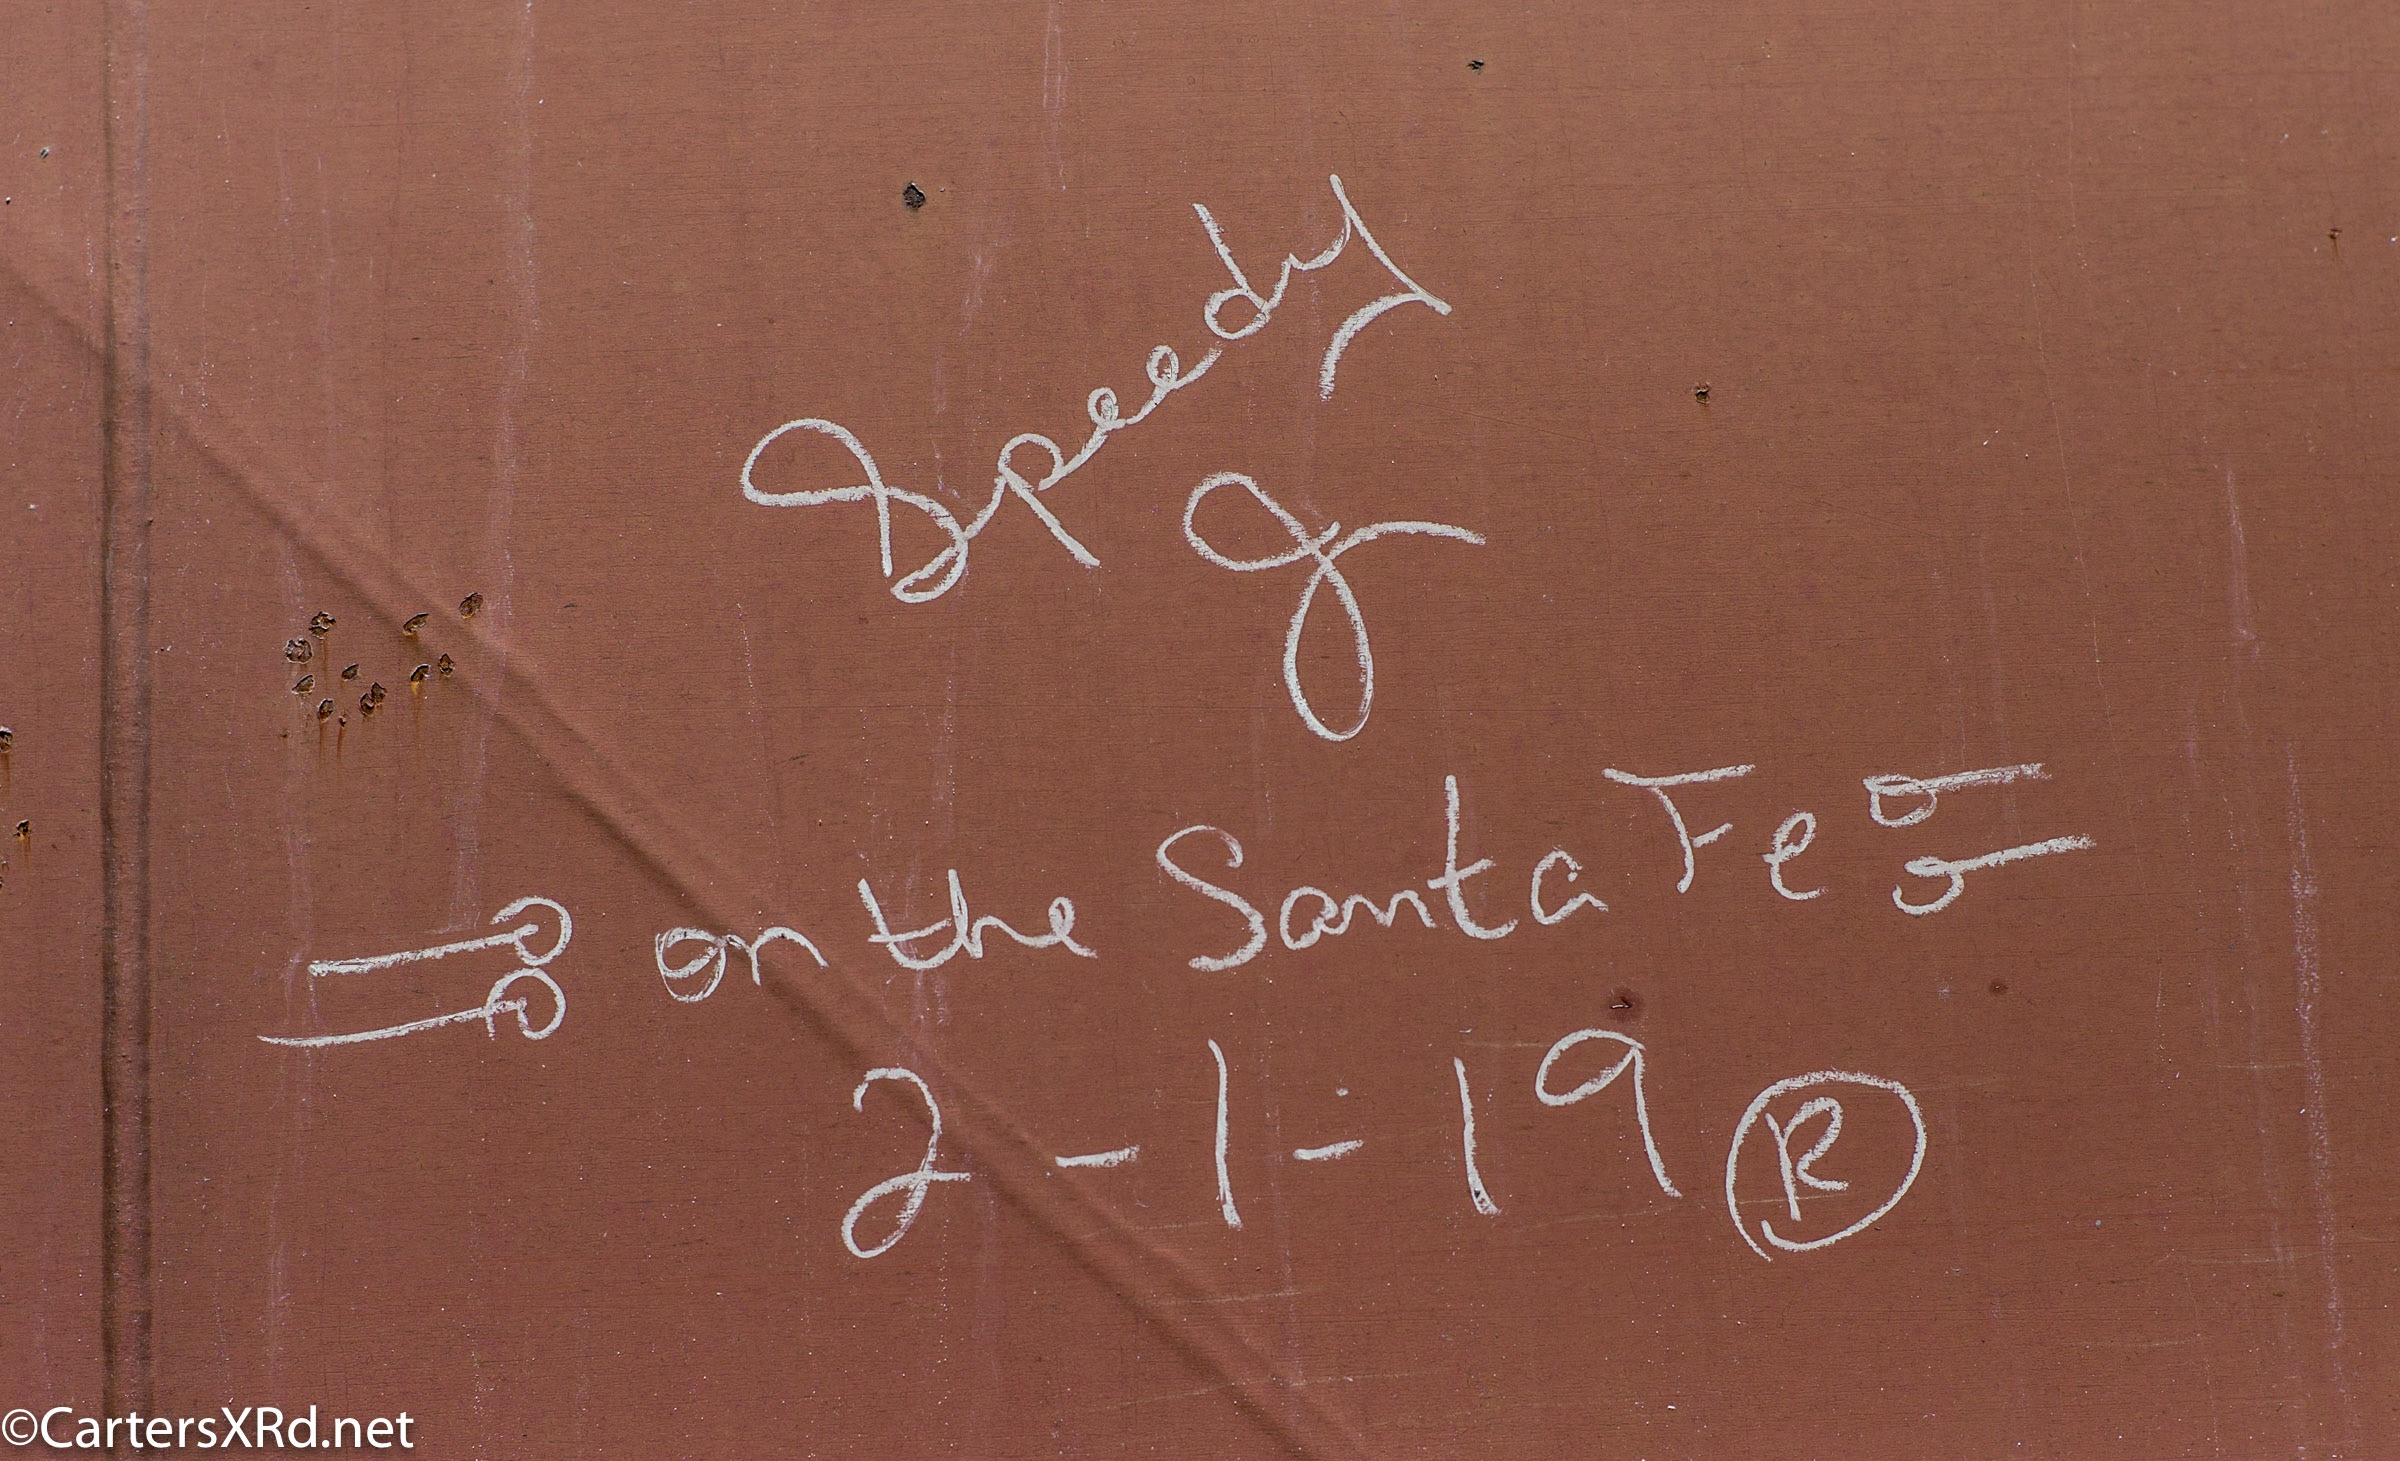 Speedy
g
on the Santa Fe
2-1-19 ®
©CartersXRd.net